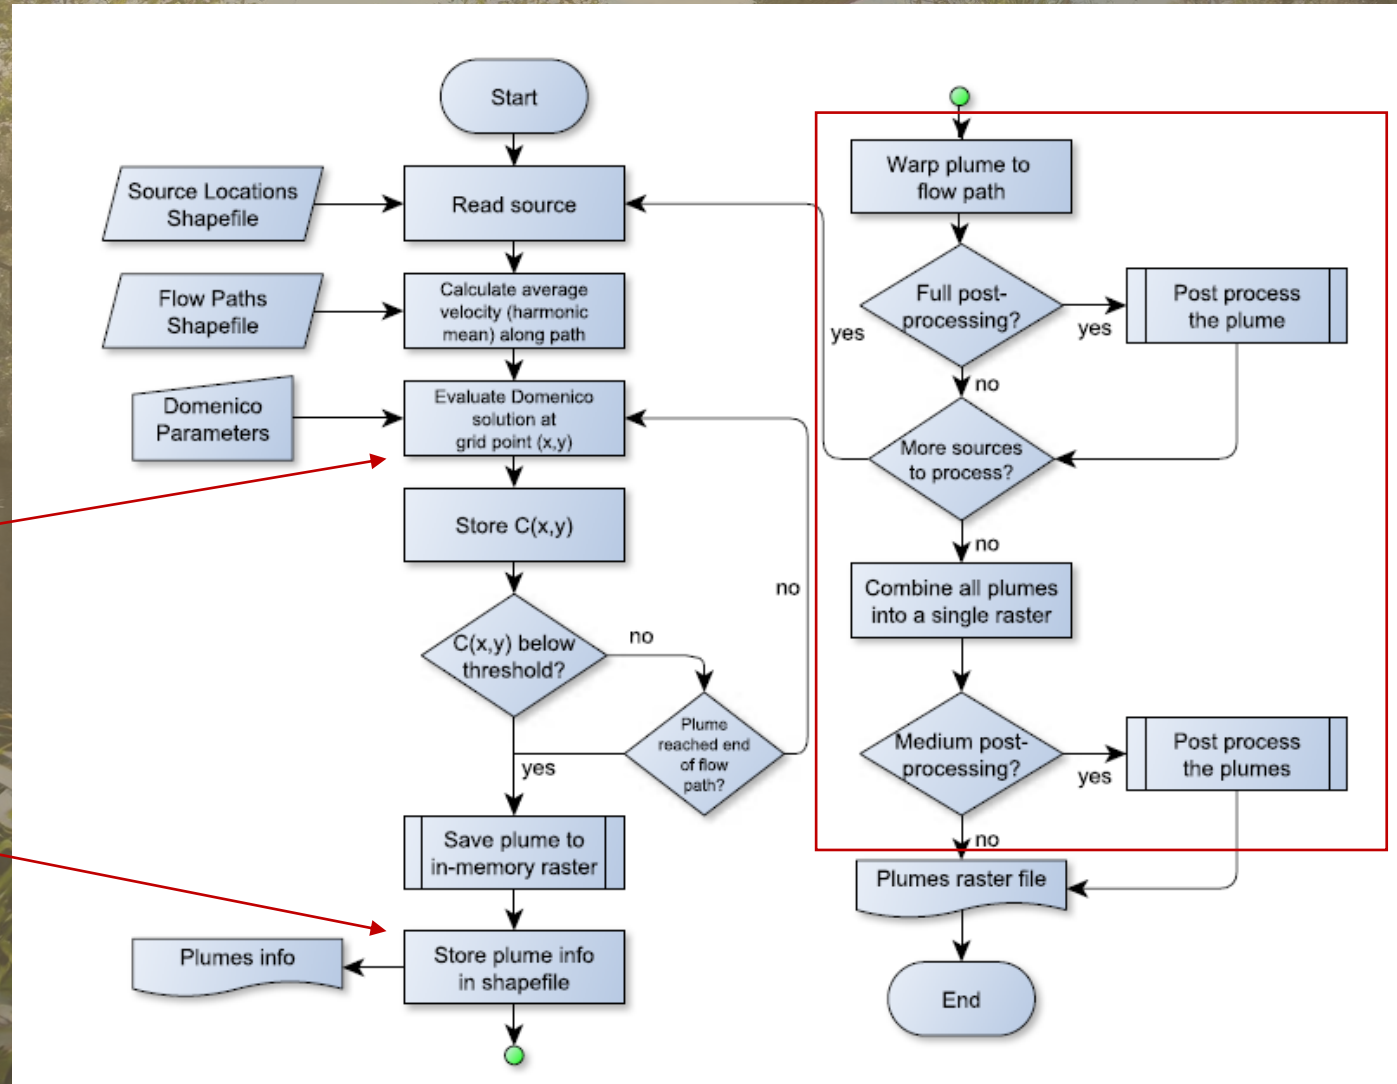 Start
Source Locations
Shapefile
Read source
Flow Paths
Shapefile
Calculate average
velocity (harmonic
mean) along path
Domenico
Parameters
Evaluate Domenico
solution at
grid point (x,y)
Store C(x,y)
C(x,y) below
threshold?
no
Plume
reached end
of flow
path?
no
yes
Save plume to
in-memory raster
Plumes info
Store plume info
in shapefile
Warp plume to
flow path
Full post-
processing?
yes
Post process
the plume
no
More sources
to process?
yes
no
Combine all plumes
into a single raster
Medium post-
processing?
yes
Post process
the plumes
no
Plumes raster file
End